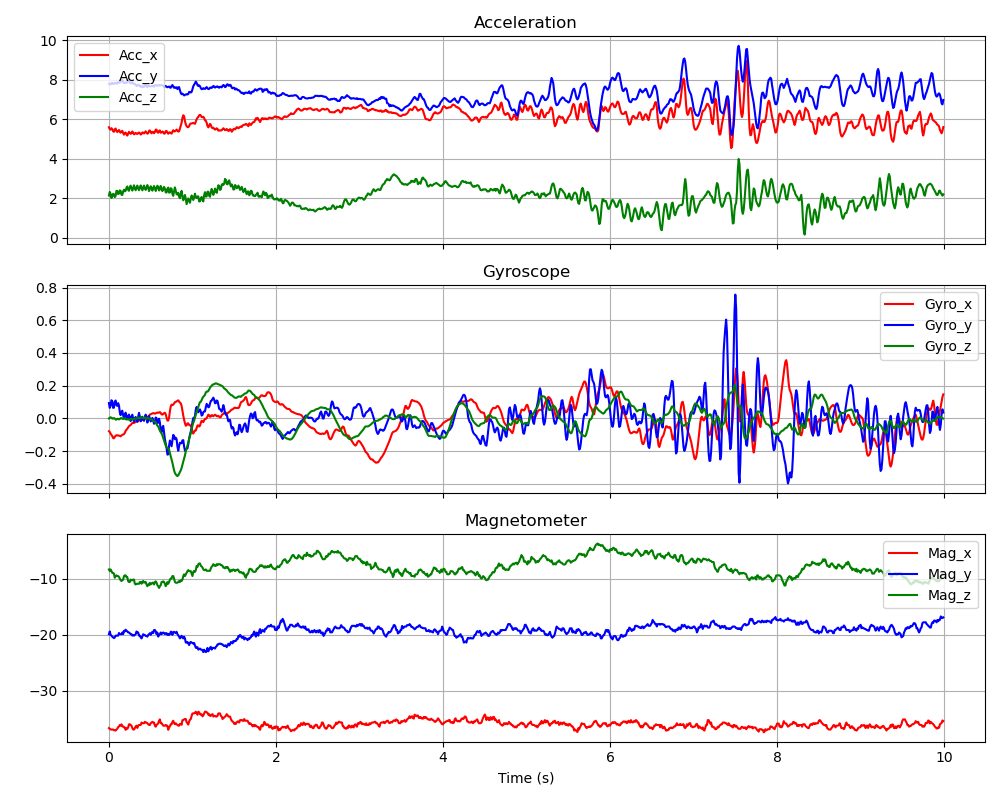 Acceleration
10
8
6
4
2
0
Acc_x
Acc_y
Acc_z
Gyroscope
0.8
0.6
0.4
0.2
0.0
−0.2
−0.4
Gyro_x
Gyro_y
Gyro_z
Magnetometer
−10
−20
−30
Mag_x
Mag_y
Mag_z
0 2 4 6 8 10
Time (s)